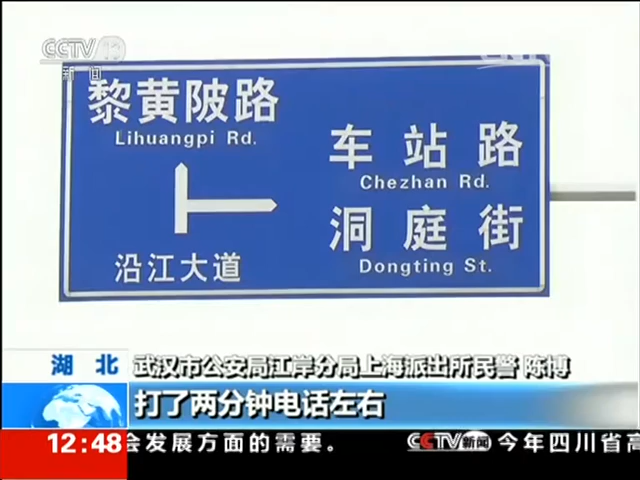 CCTV 13
新闻
黎黄陂路
Lihuangpi Rd.
沿江大道
车站路
Chezhan Rd.
洞庭街
Dongting St.
湖北
武汉市公安局江岸分局上海派出所民警 陈博
打了两分钟电话左右
12:48
会发展方面的需要。 CCTV新闻 今年四川省高